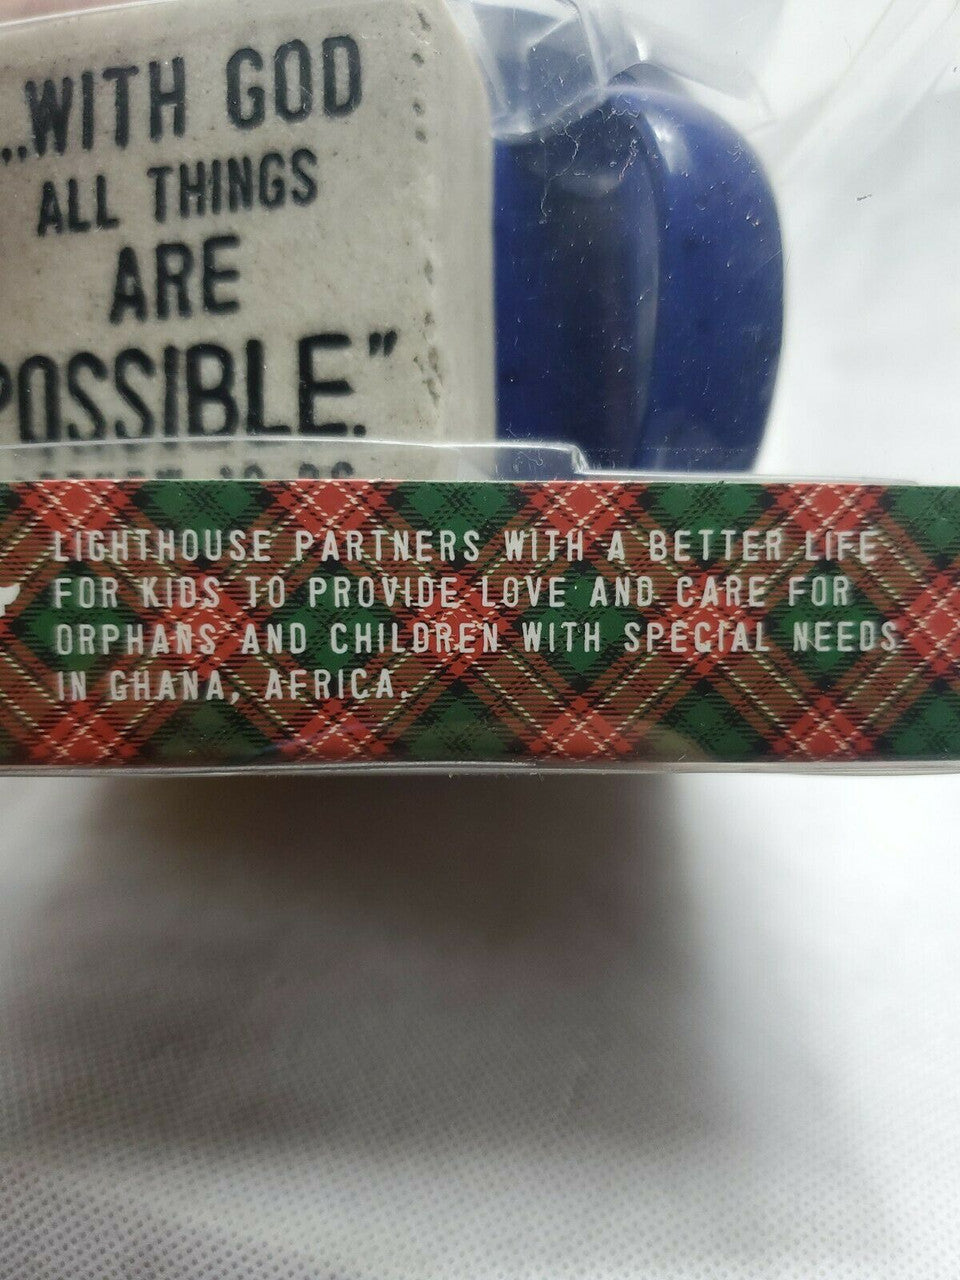 ...WITH GOD
ALL THINGS
ARE
POSSIBLE."
LIGHTHOUSE PARTNERS WITH A BETTER LIFE
FOR KIDS TO PROVIDE LOVE AND CARE FOR
ORPHANS AND CHILDREN WITH SPECIAL NEEDS
IN GHANA, AFRICA.